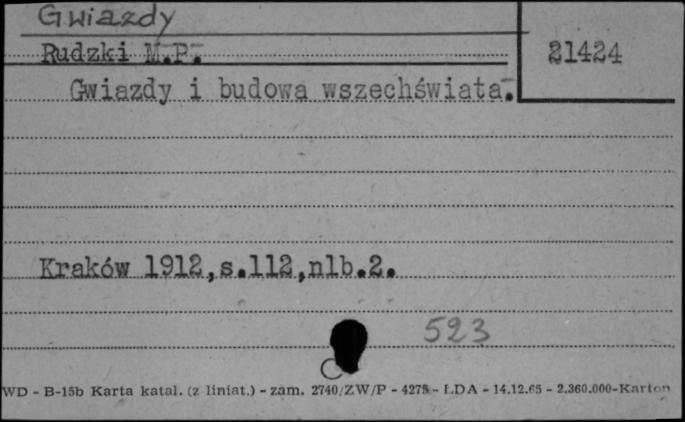 Gwiazdy
Rudzki M.P.
21424
Gwiazdy i budowa wszechświata.
Kraków 1912,s.112,nlb.2.
523
WD - B-15b Karta katal. (z liniat.) - zam. 2740/ZW/P - 4275 - ŁDA - 14.12.65 - 2.360.000-Karton